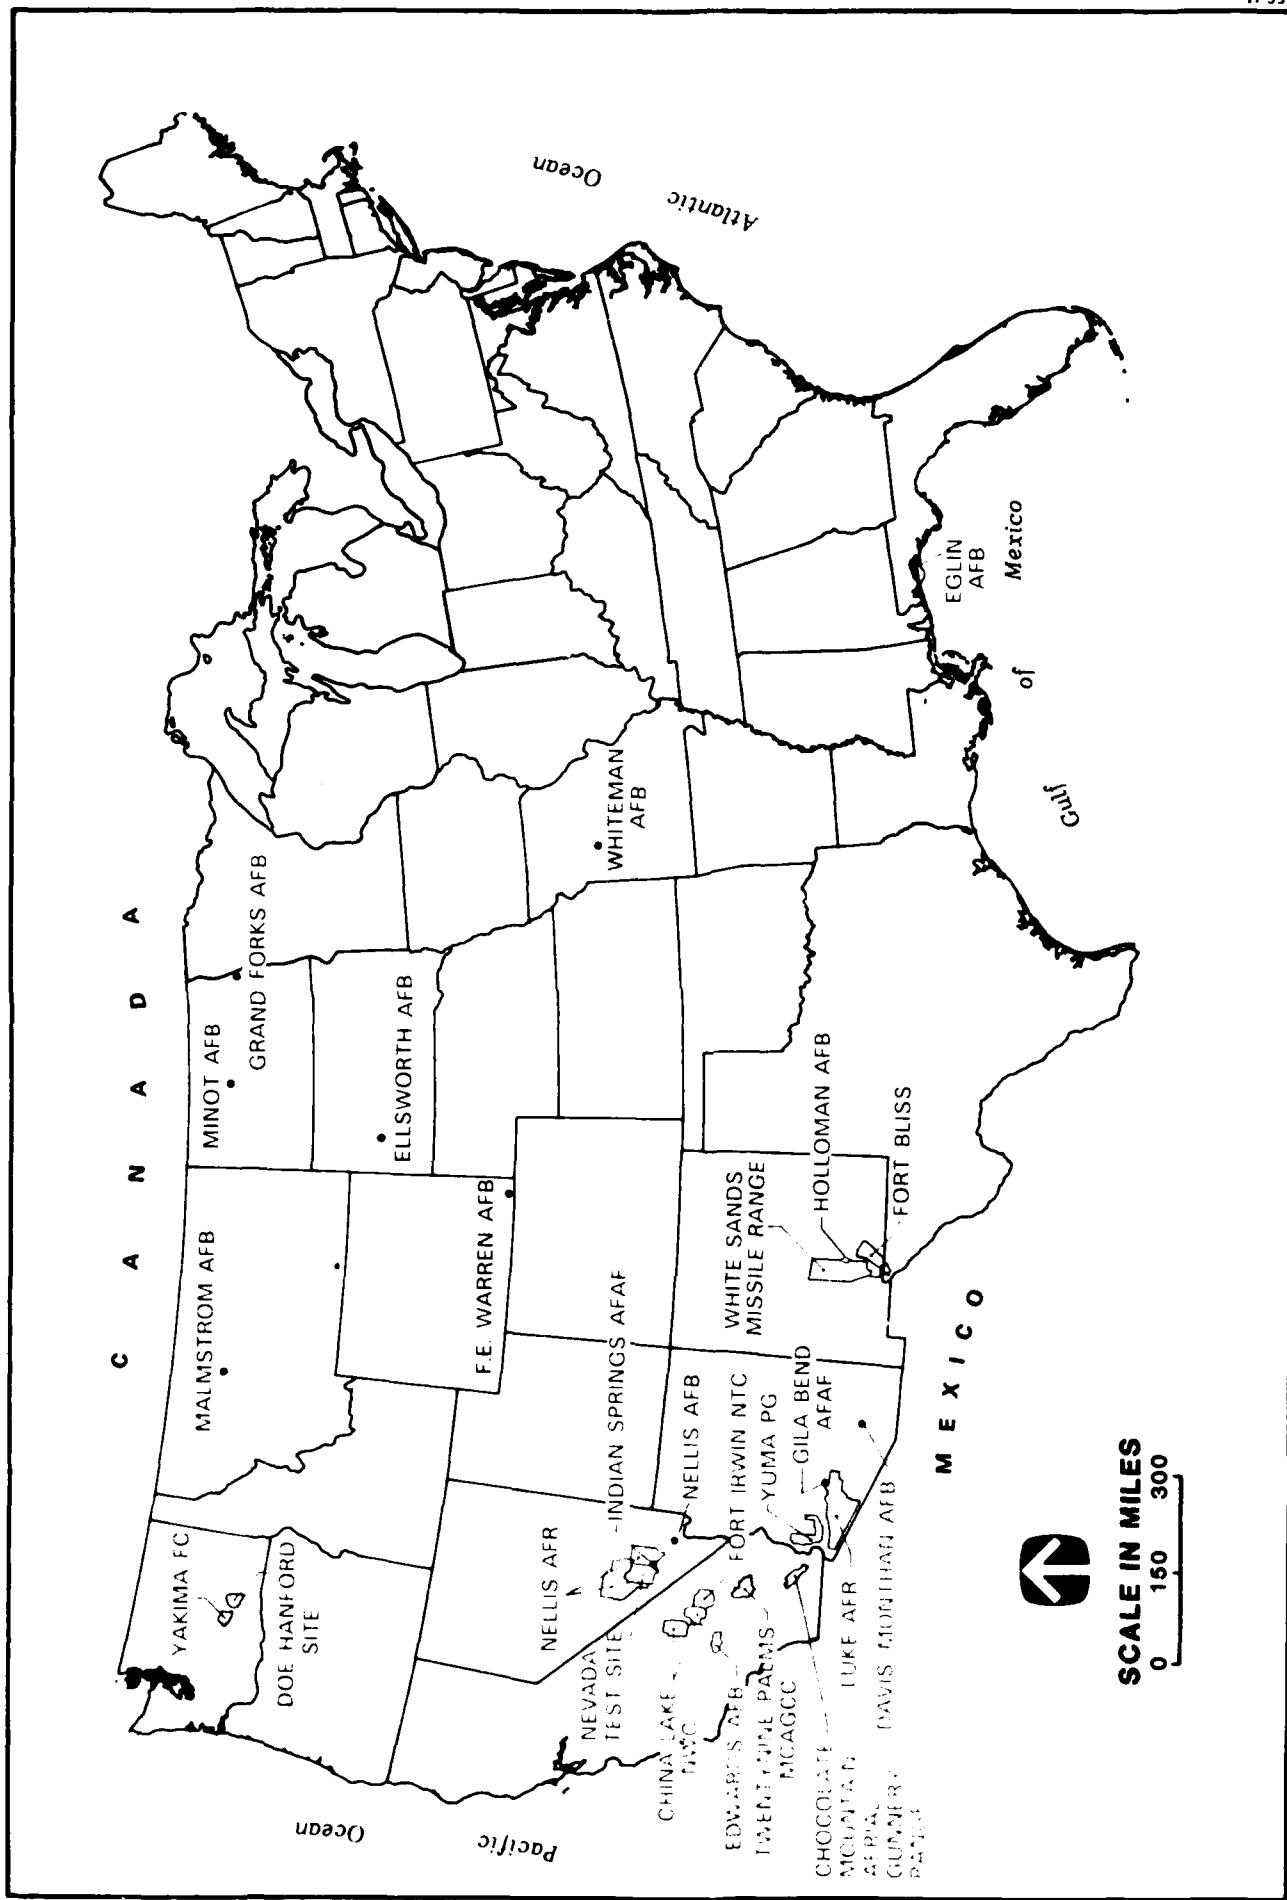 C A N A D A
YAKIMA FC
DOE HANFORD
SITE
MALMSTROM AFB
MINOT AFB
GRAND FORKS AFB
ELLSWORTH AFB
F.E. WARREN AFB
WHITEMAN
AFB
NELLIS AFR
NEVADA
TEST SITE
INDIAN SPRINGS AFAF
NELLIS AFB
CHINA LAKE
NWC
FORT IRWIN NTC
EDWARDS AFB
YUMA PG
TWENTYNINE PALMS
MCAGCC
GILA BEND
AFAF
CHOCOLATE
MOUNTAIN
AERIAL
GUNNERY
RANGE
LUKE AFR
DAVIS MONTHAN AFB
WHITE SANDS
MISSILE RANGE
HOLLOMAN AFB
FORT BLISS
EGLIN
AFB
M E X I C O
Pacific
Ocean
Atlantic
Ocean
Gulf
of
Mexico
SCALE IN MILES
0 150 300